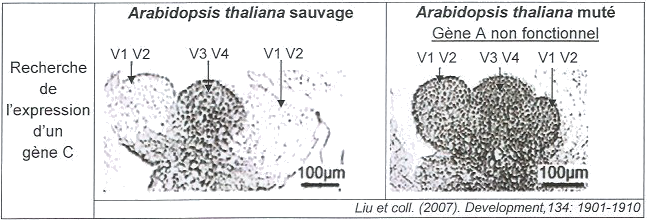 Arabidopsis thaliana sauvage
Arabidopsis thaliana muté
Gène A non fonctionnel
Recherche
de
l'expression
d'un
gène C
V1 V2
V3 V4
V1 V2
100µm
V1 V2
V3 V4
V1 V2
100µm
Liu et coll. (2007). Development,134: 1901-1910